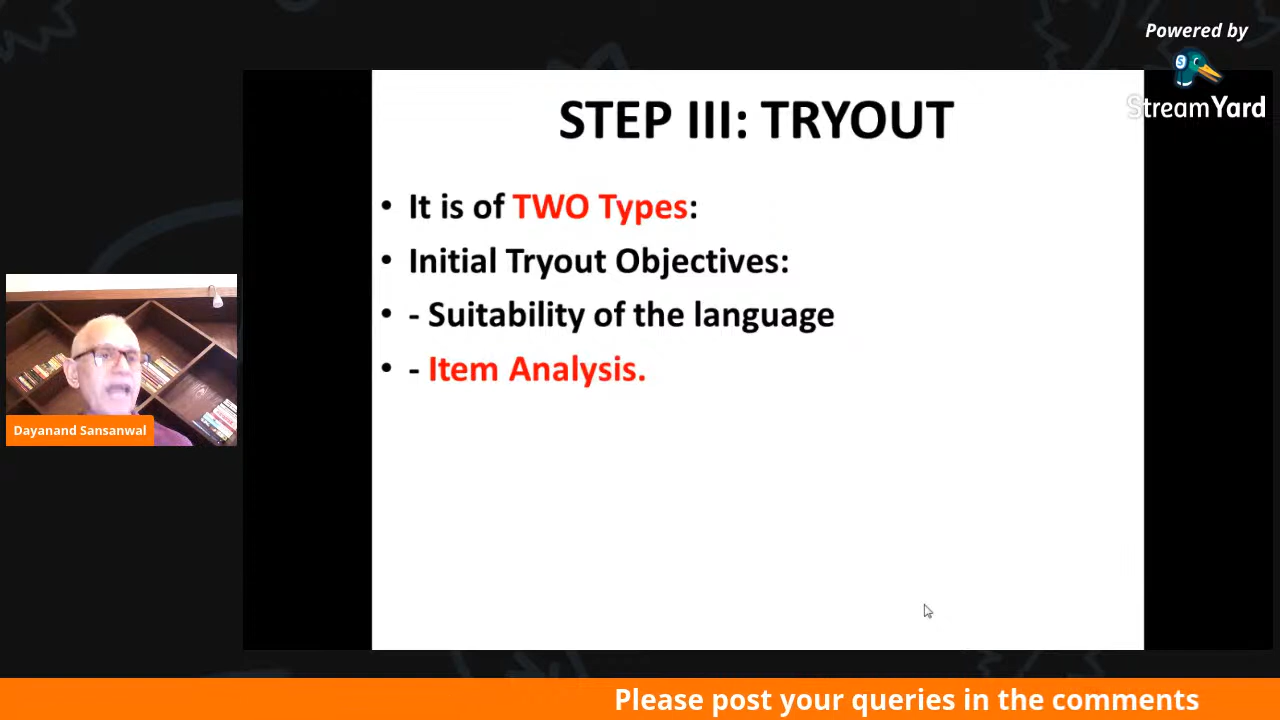 Powered by
StreamYard
STEP III: TRYOUT
• It is of TWO Types:
• Initial Tryout Objectives:
• - Suitability of the language
• - Item Analysis.
Dayanand Sansanwal
Please post your queries in the comments